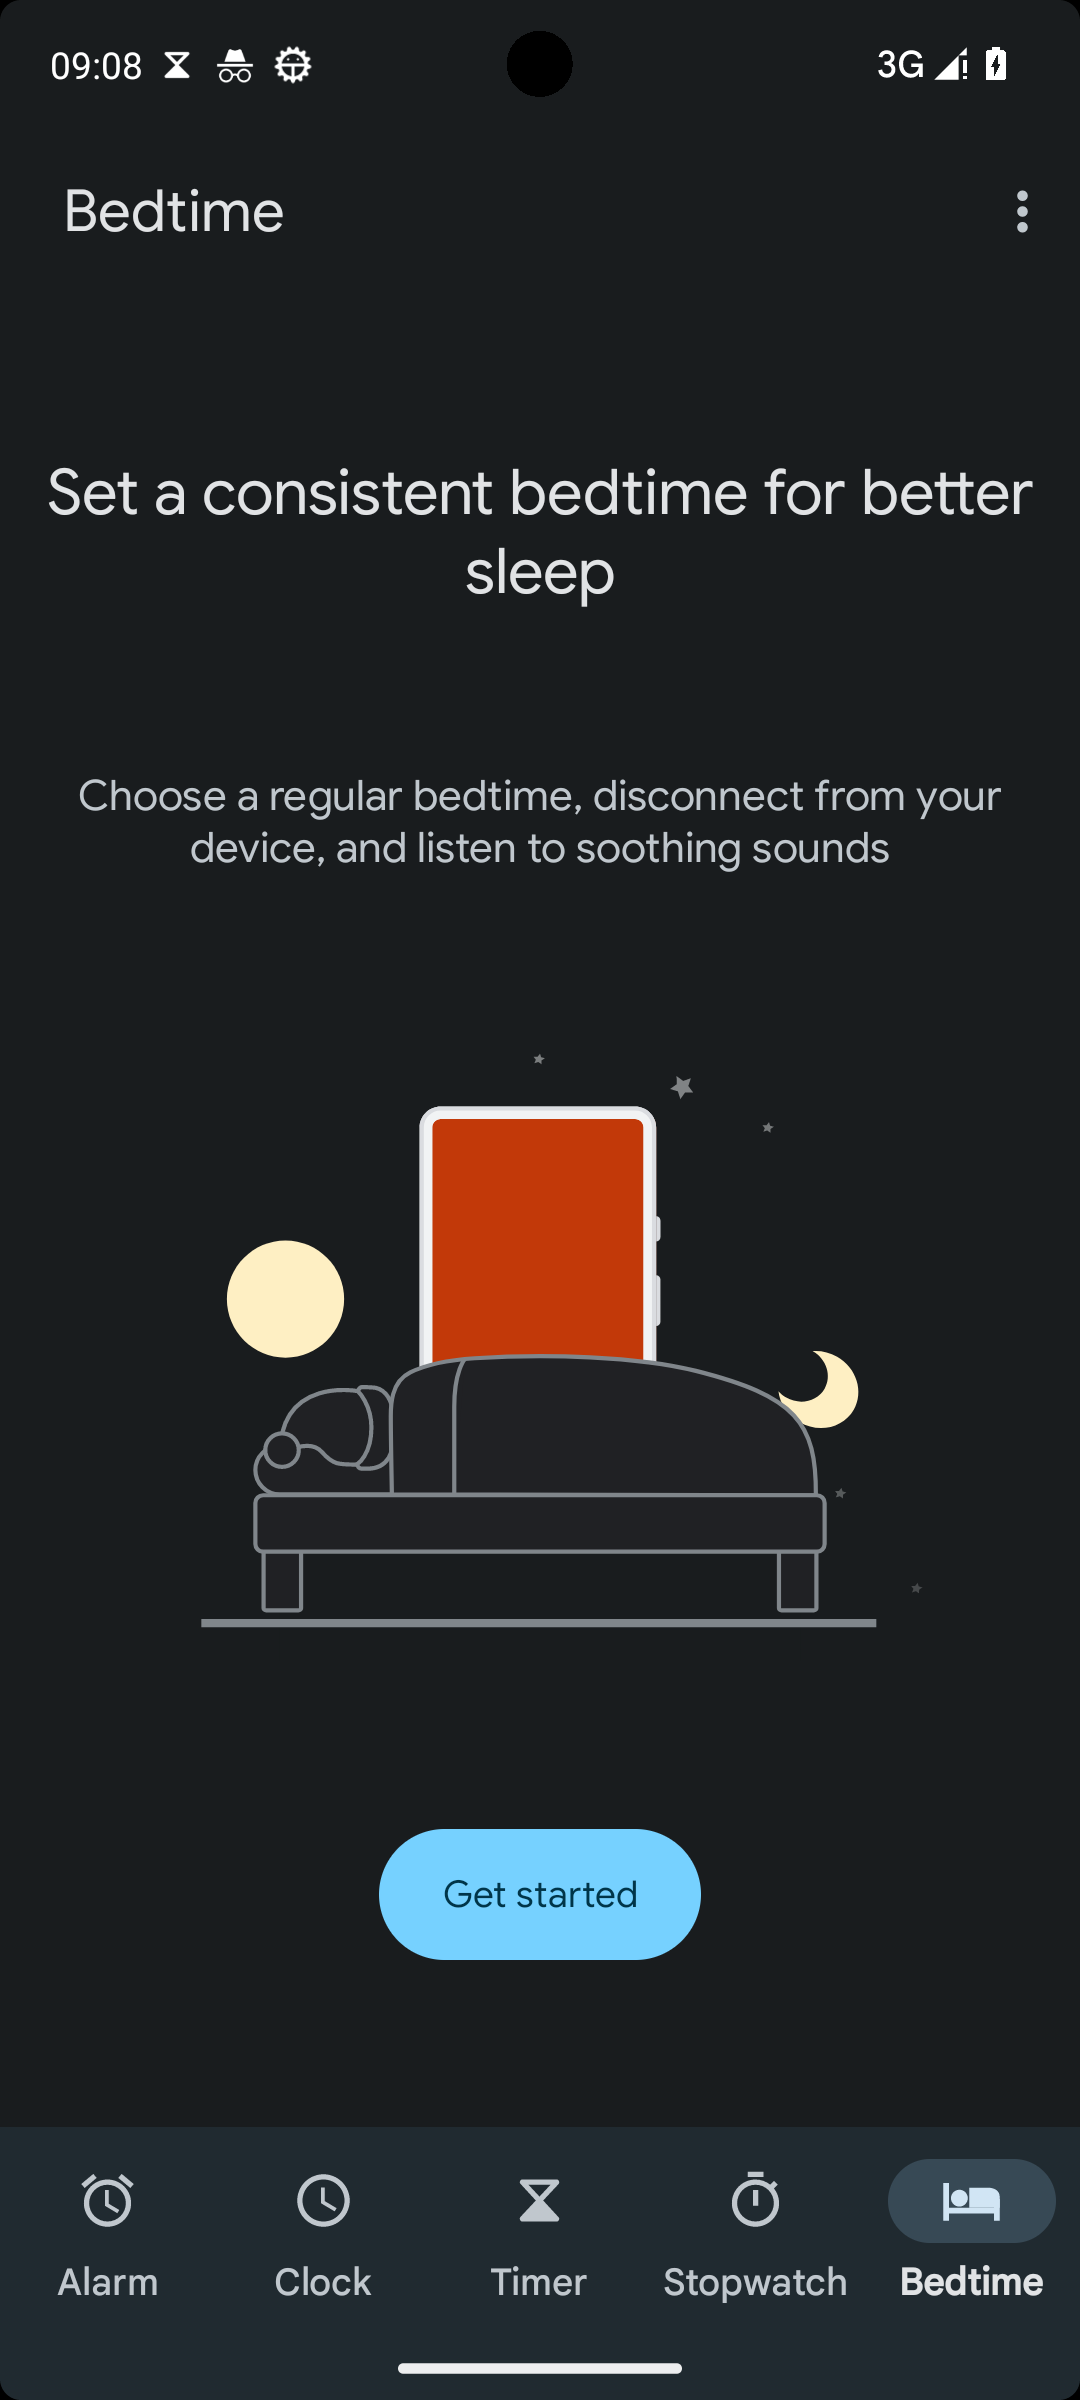 09:08
3G
Bedtime
Set a consistent bedtime for better
sleep
Choose a regular bedtime, disconnect from your
device, and listen to soothing sounds
Get started
Alarm
Clock
Timer
Stopwatch
Bedtime